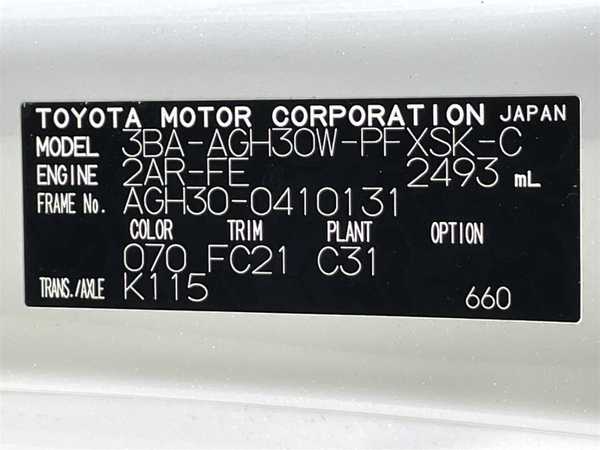 TOYOTA MOTOR CORPORATION JAPAN
MODEL 3BA-AGH30W-PFXSK-C
ENGINE 2AR-FE 2493 mL
FRAME No. AGH30-0410131
COLOR TRIM PLANT OPTION
070 FC21 C31
TRANS./AXLE K115
660